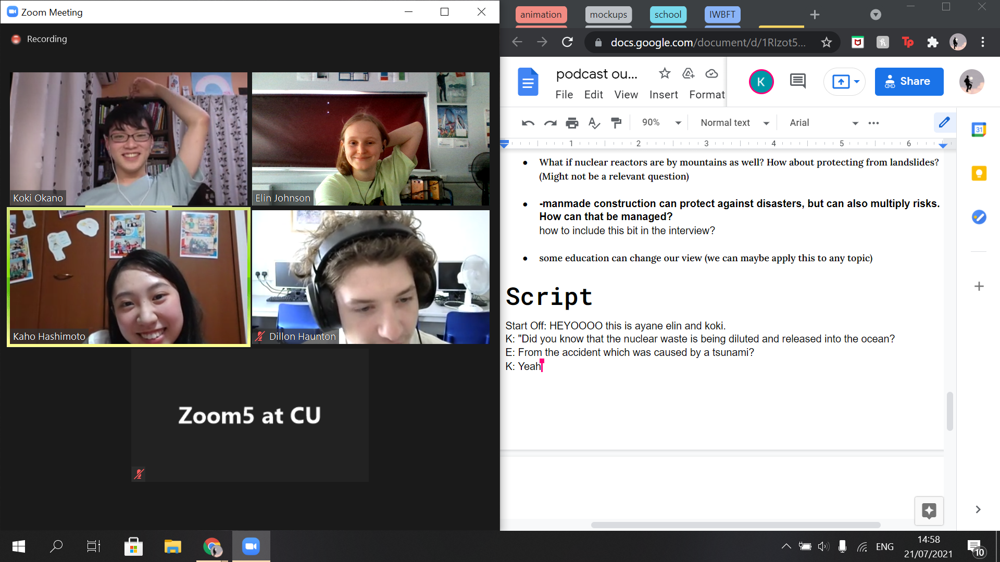 Zoom Meeting
Recording
Koki Okano
Elin Johnson
Kaho Hashimoto
Dillon Haunton
Zoom5 at CU
animation
mockups
school
IWBFT
docs.google.com/document/d/1RIzot5...
podcast ou...
File Edit View Insert Format
K
Share
90%
Normal text
Arial
1 2 3 4 5 6
31
What if nuclear reactors are by mountains as well? How about protecting from landslides?
(Might not be a relevant question)
-manmade construction can protect against disasters, but can also multiply risks.
How can that be managed?
how to include this bit in the interview?
some education can change our view (we can maybe apply this to any topic)
Script
Start Off: HEYOOOO this is ayane elin and koki.
K: "Did you know that the nuclear waste is being diluted and released into the ocean?
E: From the accident which was caused by a tsunami?
K: Yeah
ENG
14:58
21/07/2021
10